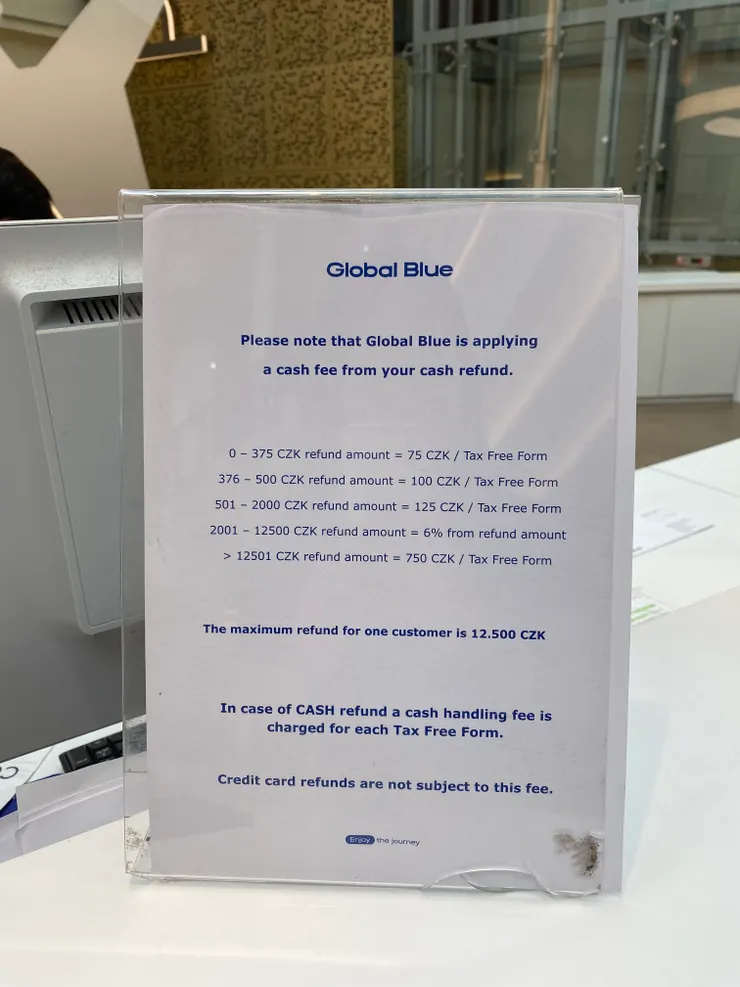 Global Blue
Please note that Global Blue is applying
a cash fee from your cash refund.
0 – 375 CZK refund amount = 75 CZK / Tax Free Form
376 – 500 CZK refund amount = 100 CZK / Tax Free Form
501 – 2000 CZK refund amount = 125 CZK / Tax Free Form
2001 – 12500 CZK refund amount = 6% from refund amount
> 12501 CZK refund amount = 750 CZK / Tax Free Form
The maximum refund for one customer is 12.500 CZK
In case of CASH refund a cash handling fee is
charged for each Tax Free Form.
Credit card refunds are not subject to this fee.
Enjoy the journey